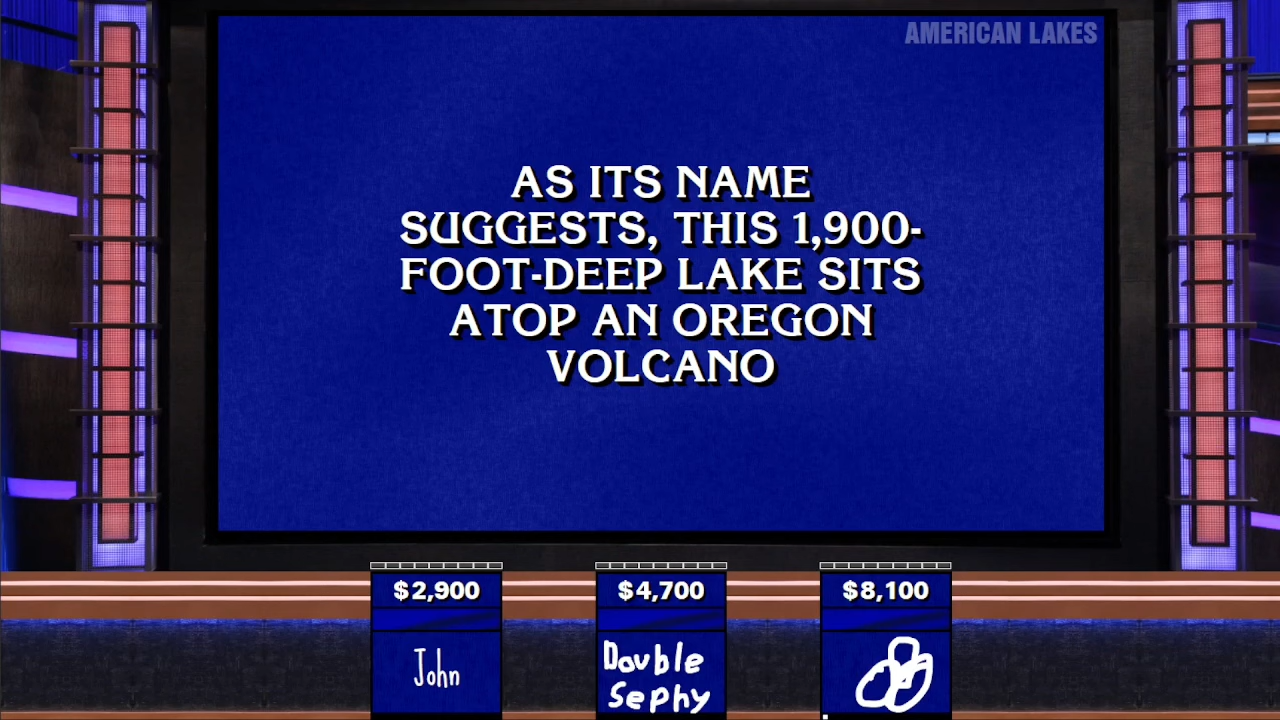 AMERICAN LAKES
AS ITS NAME
SUGGESTS, THIS 1,900-
FOOT-DEEP LAKE SITS
ATOP AN OREGON
VOLCANO
$2,900
$4,700
$8,100
John
Double
Sephy